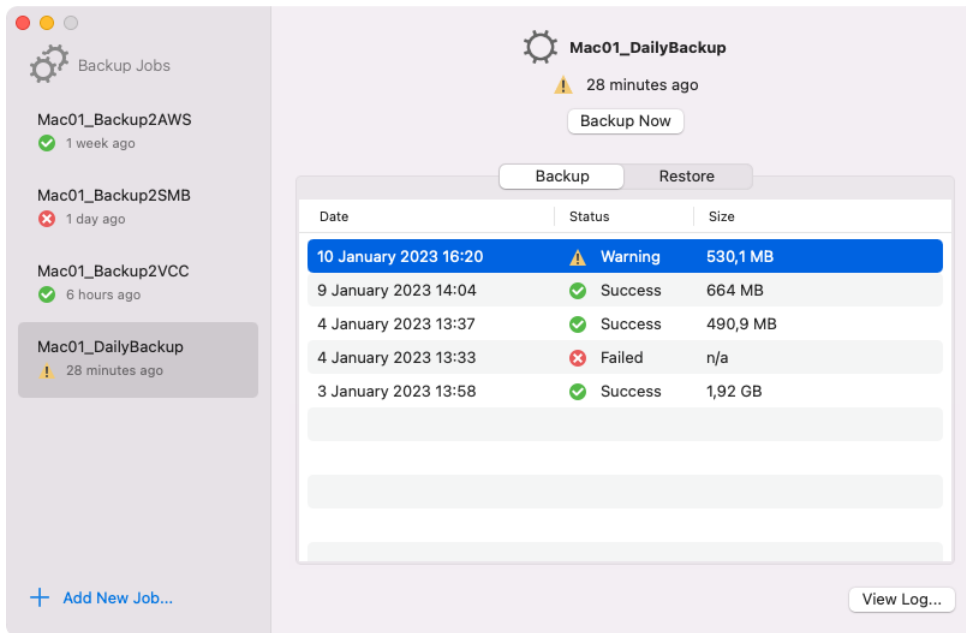 Backup Jobs
Mac01_Backup2AWS
1 week ago
Mac01_Backup2SMB
1 day ago
Mac01_Backup2VCC
6 hours ago
Mac01_DailyBackup
28 minutes ago
Add New Job...
Mac01_DailyBackup
28 minutes ago
Backup Now
Backup Restore
Date Status Size
10 January 2023 16:20 Warning 530,1 MB
9 January 2023 14:04 Success 664 MB
4 January 2023 13:37 Success 490,9 MB
4 January 2023 13:33 Failed n/a
3 January 2023 13:58 Success 1,92 GB
View Log...